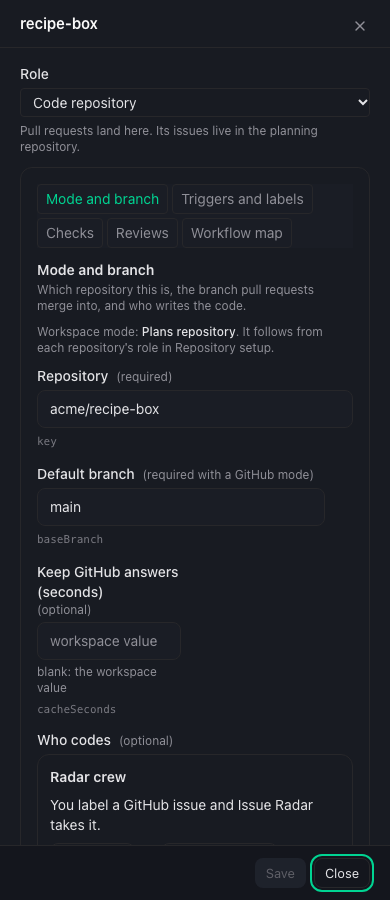 recipe-box
Role
Code repository
Pull requests land here. Its issues live in the planning
repository.
Mode and branch
Triggers and labels
Checks
Reviews
Workflow map
Mode and branch
Which repository this is, the branch pull requests
merge into, and who writes the code.
Workspace mode: Plans repository. It follows from
each repository's role in Repository setup.
Repository (required)
acme/recipe-box
key
Default branch (required with a GitHub mode)
main
baseBranch
Keep GitHub answers
(seconds)
(optional)
workspace value
blank: the workspace
value
cacheSeconds
Who codes (optional)
Radar crew
You label a GitHub issue and Issue Radar
takes it.
Save
Close